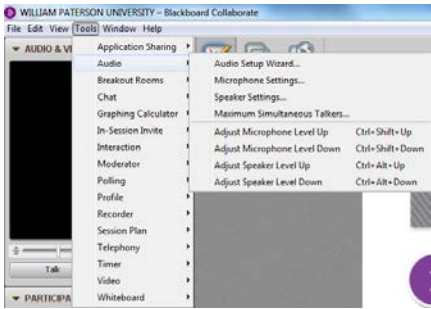 WILLIAM PATERSON UNIVERSITY – Blackboard Collaborate
File Edit View Tools Window Help
AUDIO & VI
Application Sharing
Audio
Breakout Rooms
Chat
Graphing Calculator
In-Session Invite
Interaction
Moderator
Polling
Profile
Recorder
Session Plan
Telephony
Timer
Video
Whiteboard
Audio Setup Wizard...
Microphone Settings...
Speaker Settings...
Maximum Simultaneous Talkers...
Adjust Microphone Level Up Ctrl+Shift+Up
Adjust Microphone Level Down Ctrl+Shift+Down
Adjust Speaker Level Up Ctrl+Alt+Up
Adjust Speaker Level Down Ctrl+Alt+Down
Talk
PARTICIPA